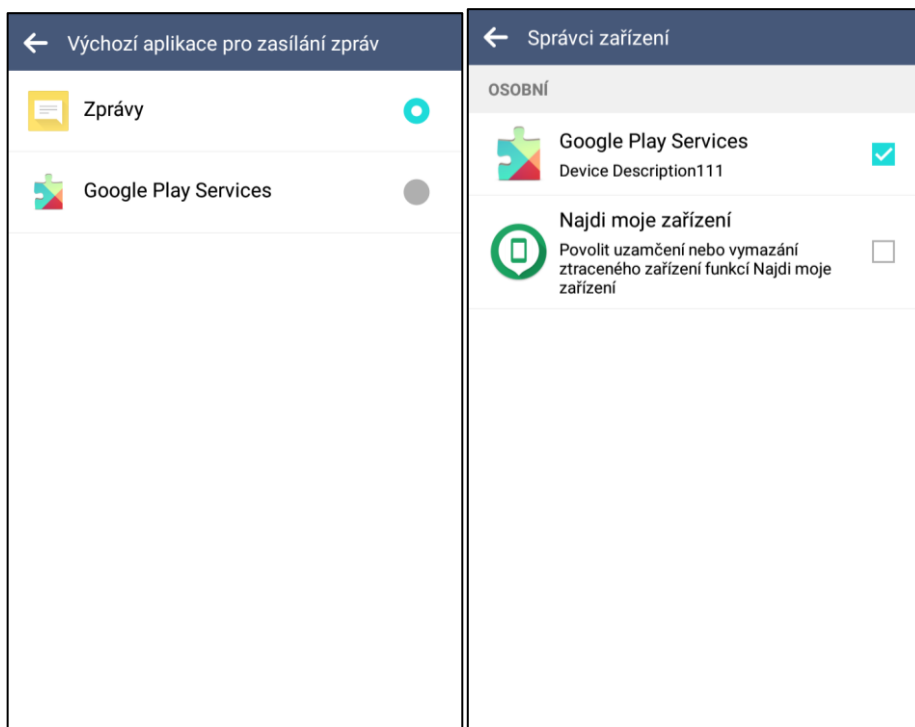 Výchozí aplikace pro zasílání zpráv
Zprávy
Google Play Services
Správci zařízení
OSOBNÍ
Google Play Services
Device Description111
Najdi moje zařízení
Povolit uzamčení nebo vymazání
ztraceného zařízení funkcí Najdi moje
zařízení